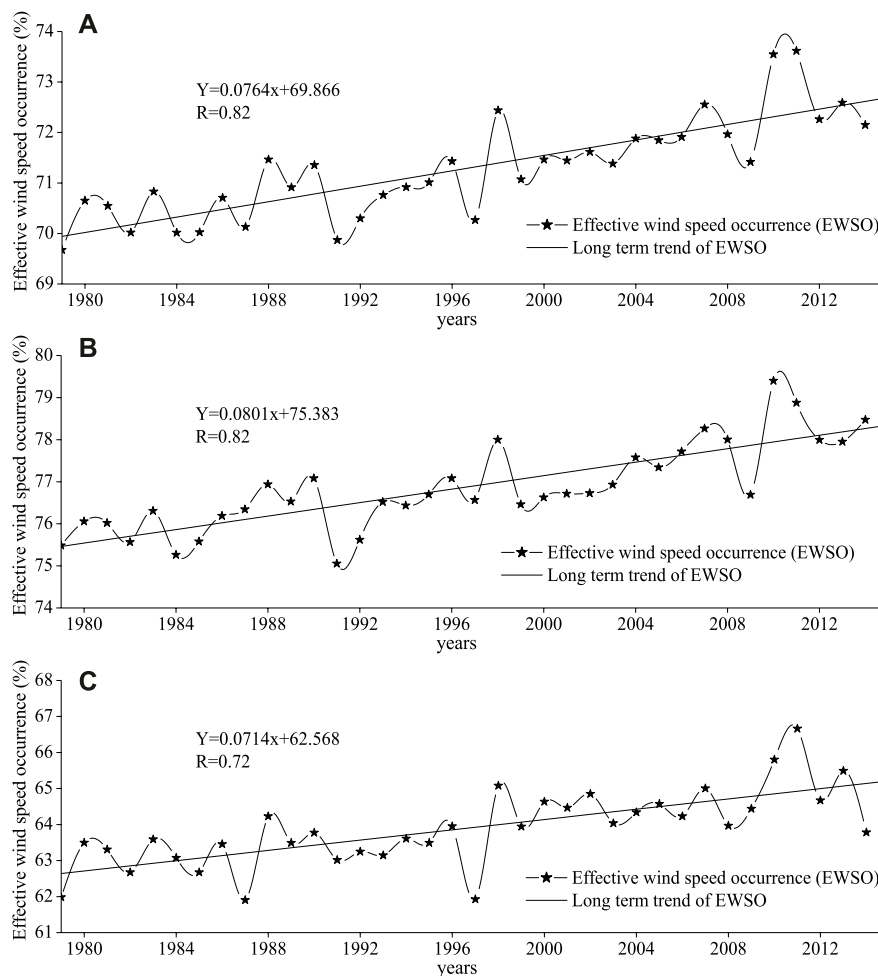 A
Effective wind speed occurrence (%)
74
73
72
71
70
69
Y=0.0764x+69.866
R=0.82
Effective wind speed occurrence (EWSO)
Long term trend of EWSO
1980 1984 1988 1992 1996 2000 2004 2008 2012
years
B
Effective wind speed occurrence (%)
80
79
78
77
76
75
74
Y=0.0801x+75.383
R=0.82
Effective wind speed occurrence (EWSO)
Long term trend of EWSO
1980 1984 1988 1992 1996 2000 2004 2008 2012
years
C
Effective wind speed occurrence (%)
68
67
66
65
64
63
62
61
Y=0.0714x+62.568
R=0.72
Effective wind speed occurrence (EWSO)
Long term trend of EWSO
1980 1984 1988 1992 1996 2000 2004 2008 2012
years